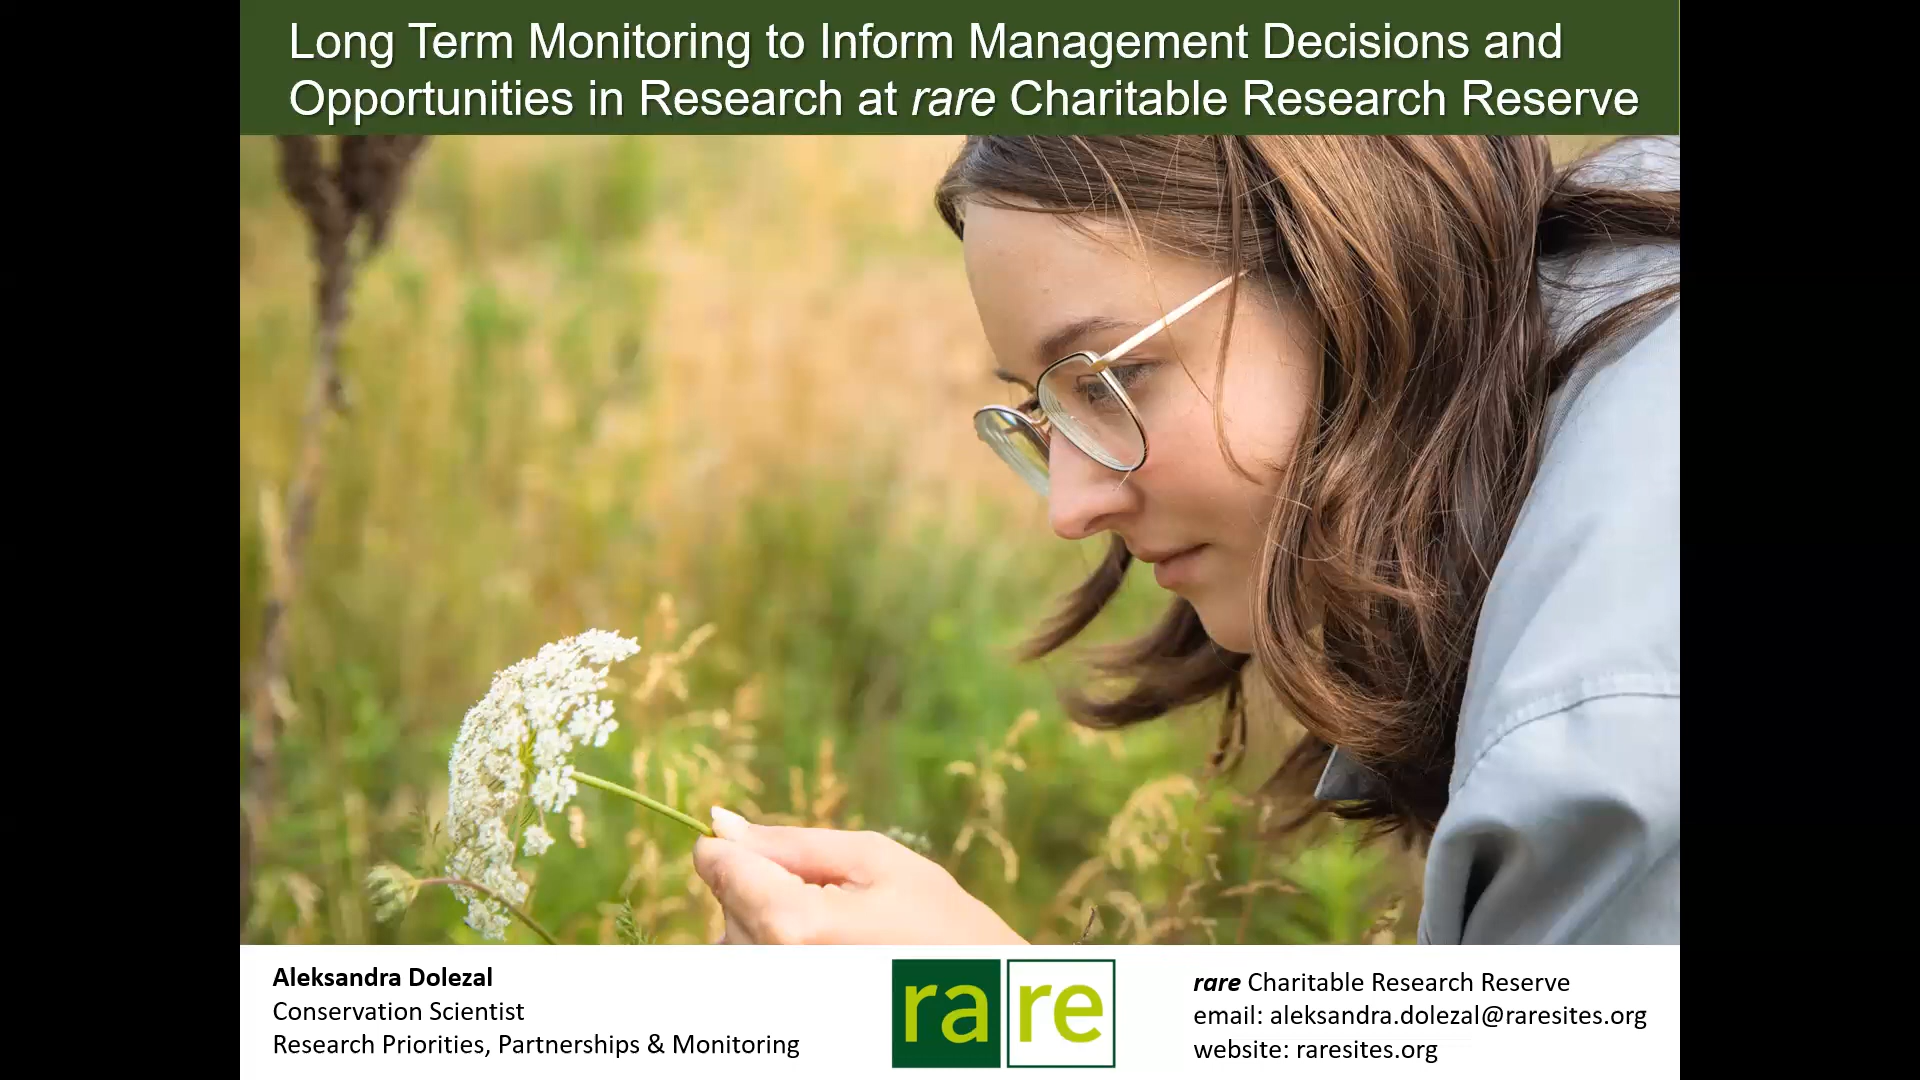 Long Term Monitoring to Inform Management Decisions and
Opportunities in Research at rare Charitable Research Reserve
Aleksandra Dolezal
Conservation Scientist
Research Priorities, Partnerships & Monitoring
rare
rare Charitable Research Reserve
email: aleksandra.dolezal@raresites.org
website: raresites.org